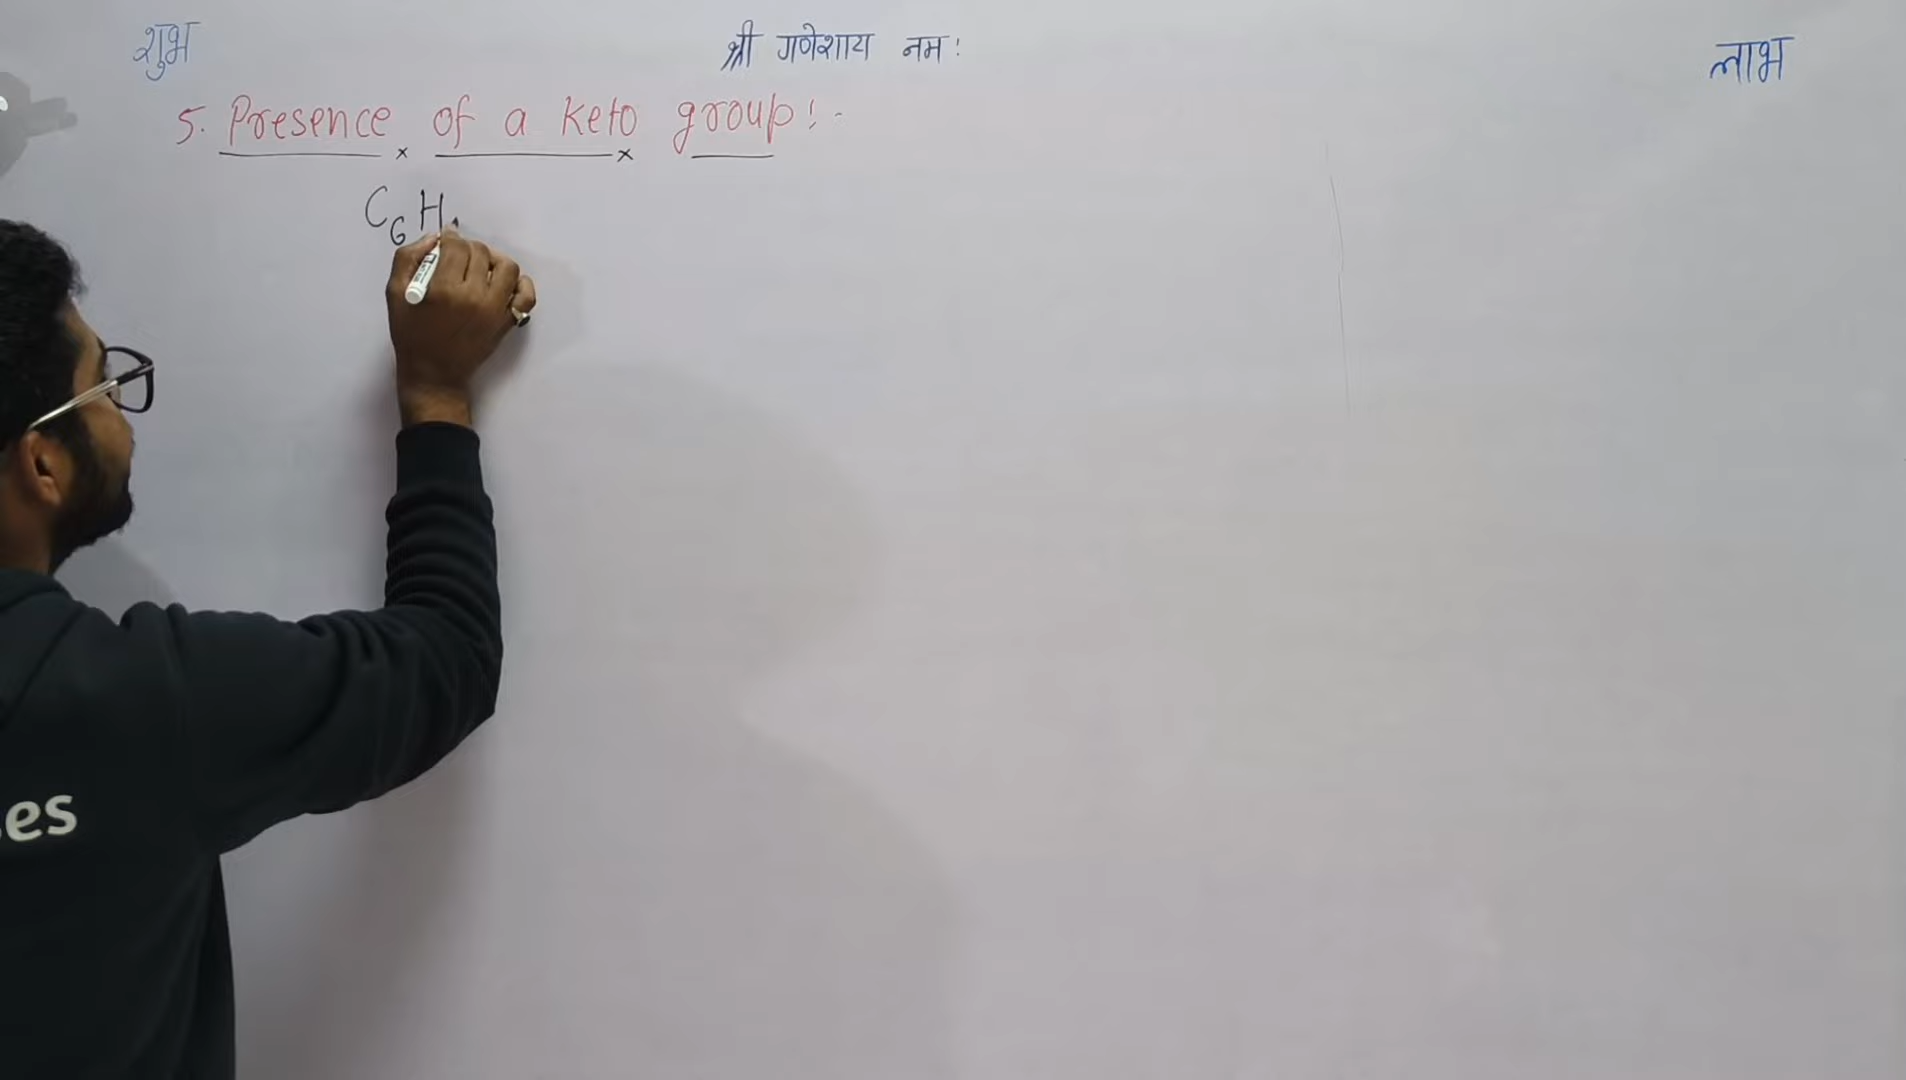 शुभ श्री गणेशाय नमः लाभ
5. Presence of a keto group:-
C₆H
es